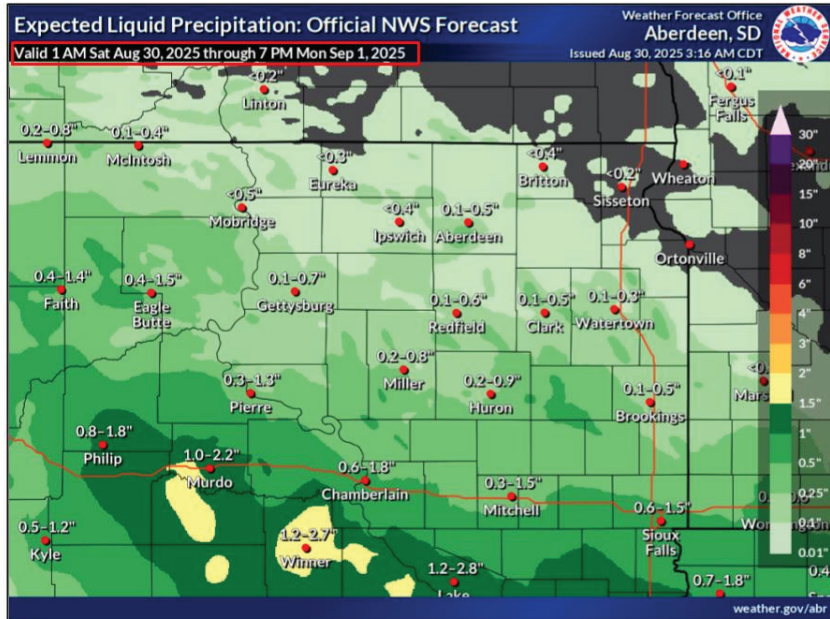 Expected Liquid Precipitation: Official NWS Forecast
Valid 1 AM Sat Aug 30, 2025 through 7 PM Mon Sep 1, 2025
Weather Forecast Office
Aberdeen, SD
Issued Aug 30, 2025 3:16 AM CDT
NATIONAL WEATHER SERVICE
<0.2"
Linton
<0.1"
Fergus
Falls
0.2–0.8"
Lemmon
0.1–0.4"
McIntosh
<0.3"
Eureka
<0.4"
Britton
<0.2"
Sisseton
Wheaton
<0.5"
Mobridge
<0.4"
Ipswich
0.1–0.5"
Aberdeen
Ortonville
0.4–1.4"
Faith
0.4–1.5"
Eagle
Butte
0.1–0.7"
Gettysburg
0.1–0.6"
Redfield
0.1–0.5"
Clark
0.1–0.3"
Watertown
0.3–1.3"
Pierre
0.2–0.8"
Miller
0.2–0.9"
Huron
0.1–0.5"
Brookings
0.8–1.8"
Philip
1.0–2.2"
Murdo
0.6–1.8"
Chamberlain
0.3–1.5"
Mitchell
0.6–1.5"
Sioux
Falls
0.5–1.2"
Kyle
1.2–2.7"
Winner
1.2–2.8"
Lake
0.7–1.8"
30"
20"
15"
10"
8"
6"
4"
3"
2"
1.5"
1"
0.5"
0.25"
0.1"
0.01"
weather.gov/abr